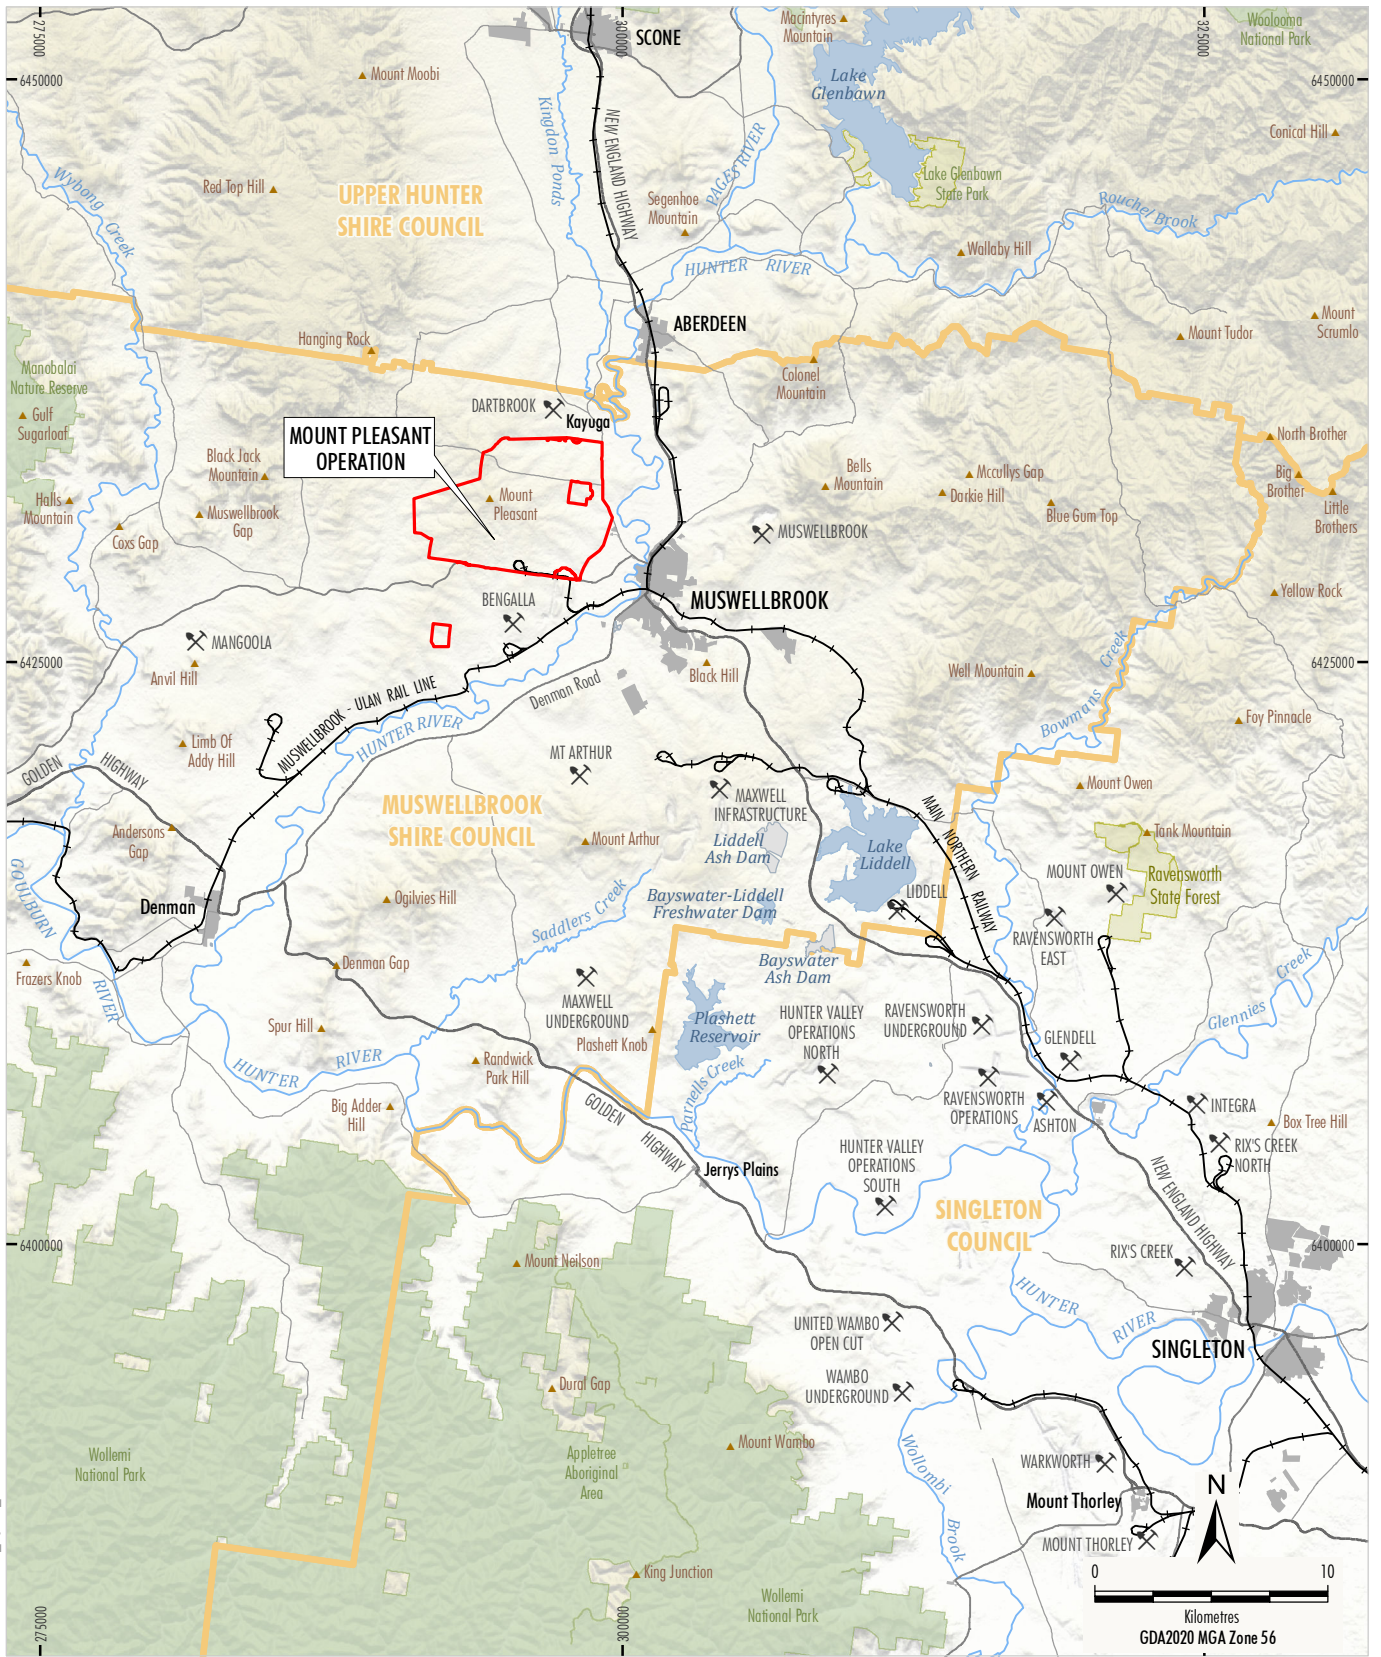 275000
300000
325000
SCONE
Macintyres
Mountain
Woolooma
National Park
6450000
6450000
Mount Moobi
Lake
Glenbawn
Kingdon Ponds
NEW ENGLAND HIGHWAY
PAGES RIVER
Conical Hill
Wybong Creek
Red Top Hill
UPPER HUNTER
SHIRE COUNCIL
Segenhoe
Mountain
Lake Glenbawn
State Park
Rouchel Brook
Wallaby Hill
HUNTER RIVER
ABERDEEN
Mount
Scrumlo
Mount Tudor
Hanging Rock
Manobalai
Nature Reserve
Colonel
Mountain
Gulf
Sugarloaf
DARTBROOK
Kayuga
MOUNT PLEASANT
OPERATION
North Brother
Black Jack
Mountain
Bells
Mountain
Mccullys Gap
Big
Brother
Darkie Hill
Little
Brothers
Halls
Mountain
Mount
Pleasant
Muswellbrook
Gap
Blue Gum Top
Coxs Gap
MUSWELLBROOK
BENGALLA
MUSWELLBROOK
Yellow Rock
MANGOOLA
Bowmans Creek
6425000
6425000
Anvil Hill
Black Hill
Well Mountain
Denman Road
MUSWELLBROOK - ULAN RAIL LINE
HUNTER RIVER
Foy Pinnacle
Limb Of
Addy Hill
GOLDEN HIGHWAY
MT ARTHUR
Mount Owen
MAXWELL
INFRASTRUCTURE
MUSWELLBROOK
SHIRE COUNCIL
MAIN NORTHERN RAILWAY
Andersons
Gap
Mount Arthur
Liddell
Ash Dam
Lake
Liddell
Tank Mountain
MOUNT OWEN
Ravensworth
State Forest
GOULBURN RIVER
Denman
Ogilvies Hill
Bayswater-Liddell
Freshwater Dam
LIDDELL
Saddlers Creek
RAVENSWORTH
EAST
Frazers Knob
Denman Gap
Bayswater
Ash Dam
Glennies Creek
MAXWELL
UNDERGROUND
Spur Hill
Plashett Knob
Plashett
Reservoir
HUNTER VALLEY
OPERATIONS
NORTH
RAVENSWORTH
UNDERGROUND
GLENDELL
HUNTER RIVER
Randwick
Park Hill
Parnells Creek
RAVENSWORTH
OPERATIONS
ASHTON
INTEGRA
Box Tree Hill
Big Adder
Hill
GOLDEN HIGHWAY
Jerrys Plains
HUNTER VALLEY
OPERATIONS
SOUTH
RIX'S CREEK
NORTH
NEW ENGLAND HIGHWAY
SINGLETON
COUNCIL
6400000
6400000
Mount Neilson
RIX'S CREEK
HUNTER RIVER
UNITED WAMBO
OPEN CUT
SINGLETON
WAMBO
UNDERGROUND
Dural Gap
Wollemi
National Park
Appletree
Aboriginal
Area
Mount Wambo
Wollombi Brook
WARKWORTH
Mount Thorley
N
MOUNT THORLEY
King Junction
Wollemi
National Park
0 10
Kilometres
GDA2020 MGA Zone 56
275000
300000